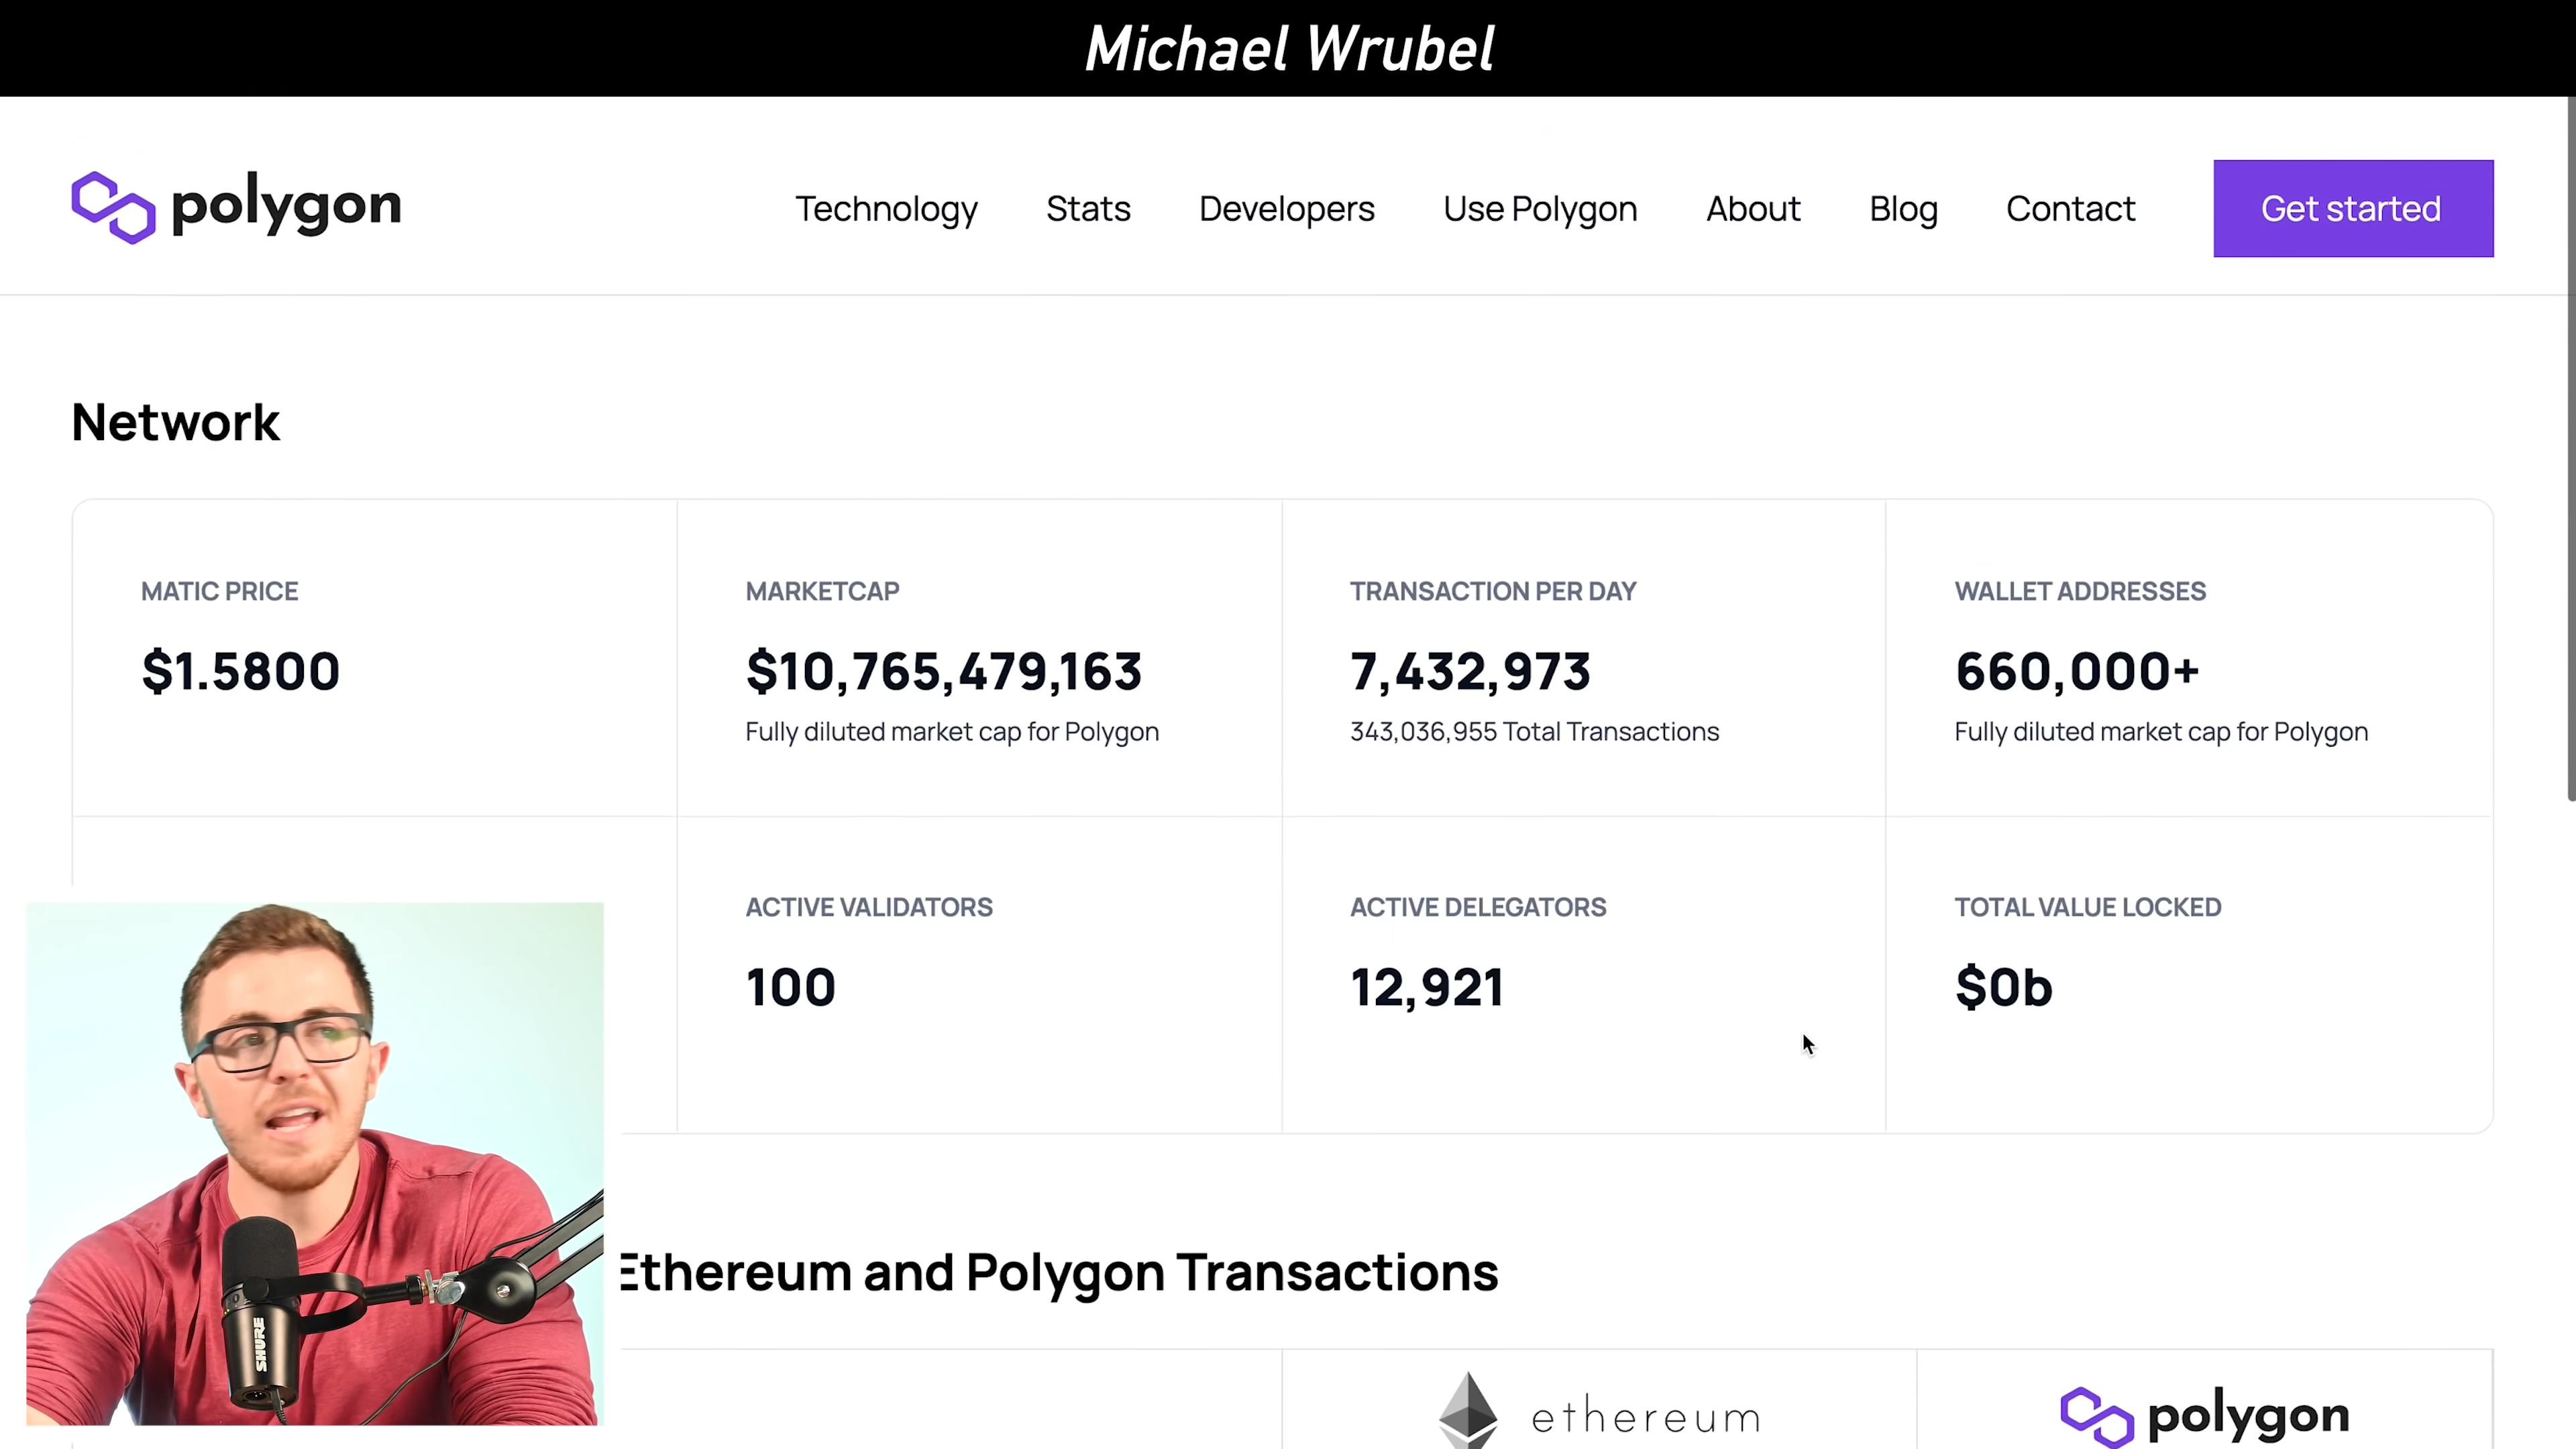 Michael Wrubel
polygon
Technology Stats Developers Use Polygon About Blog Contact Get started
Network
MATIC PRICE
$1.5800
MARKETCAP
$10,765,479,163
Fully diluted market cap for Polygon
TRANSACTION PER DAY
7,432,973
343,036,955 Total Transactions
WALLET ADDRESSES
660,000+
Fully diluted market cap for Polygon
ACTIVE VALIDATORS
100
ACTIVE DELEGATORS
12,921
TOTAL VALUE LOCKED
$0b
Ethereum and Polygon Transactions
ethereum
polygon
SHURE